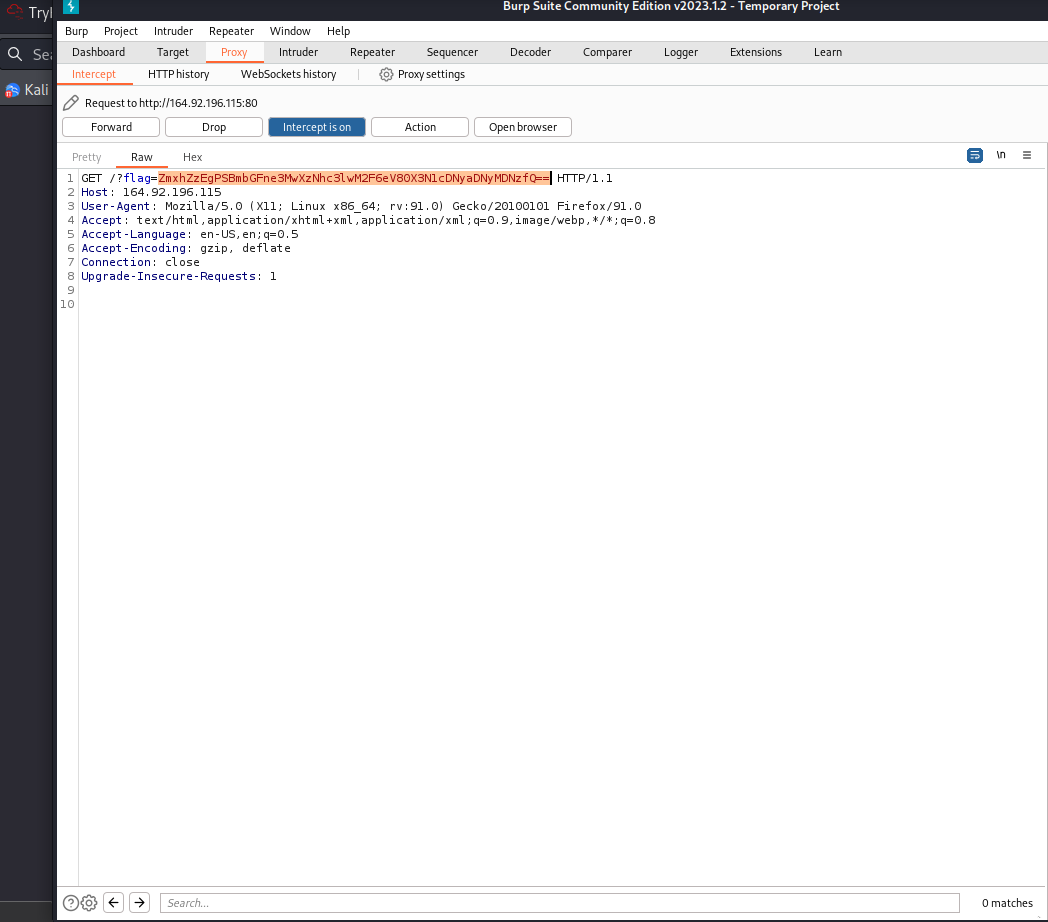 Burp Suite Community Edition v2023.1.2 - Temporary Project
Burp Project Intruder Repeater Window Help
Dashboard Target Proxy Intruder Repeater Sequencer Decoder Comparer Logger Extensions Learn
Intercept HTTP history WebSockets history Proxy settings
Kali
Request to http://164.92.196.115:80
Forward Drop Intercept is on Action Open browser
Pretty Raw Hex \n
1 GET /?flag=ZmxhZzEgPSBmbGFne3MwXzNhc3lwM2F6eV80X3N1cDNyaDNyMDNzfQ== HTTP/1.1
2 Host: 164.92.196.115
3 User-Agent: Mozilla/5.0 (X11; Linux x86_64; rv:91.0) Gecko/20100101 Firefox/91.0
4 Accept: text/html,application/xhtml+xml,application/xml;q=0.9,image/webp,*/*;q=0.8
5 Accept-Language: en-US,en;q=0.5
6 Accept-Encoding: gzip, deflate
7 Connection: close
8 Upgrade-Insecure-Requests: 1
9
10
Search...
0 matches